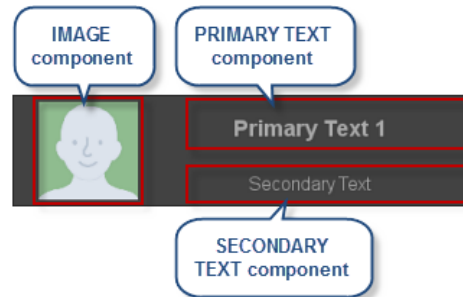 IMAGE
component
PRIMARY TEXT
component
Primary Text 1
Secondary Text
SECONDARY
TEXT component